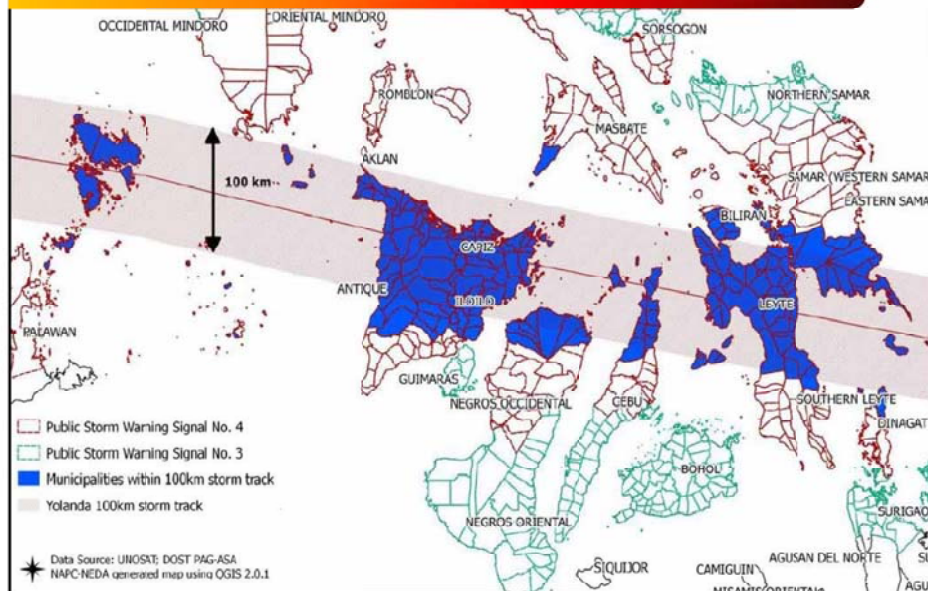 ORIENTAL MINDORO
OCCIDENTAL MINDORO
SORSOGON
ROMBLON
NORTHERN SAMAR
MASBATE
AKLAN
SAMAR (WESTERN SAMAR
100 km
EASTERN SAMA
BILIRAN
CAPIZ
ANTIQUE
ILOILO
LEYTE
PALAWAN
GUIMARAS
NEGROS OCCIDENTAL
CEBU
SOUTHERN LEYTE
DINAGAT
Public Storm Warning Signal No. 4
Public Storm Warning Signal No. 3
BOHOL
Municipalities within 100km storm track
Yolanda 100km storm track
SURIGAO
NEGROS ORIENTAL
Data Source: UNOSAT; DOST PAG-ASA
NAPC-NEDA generated map using QGIS 2.0.1
SIQUIJOR
CAMIGUIN
AGUSAN DEL NORTE
SU
AGU